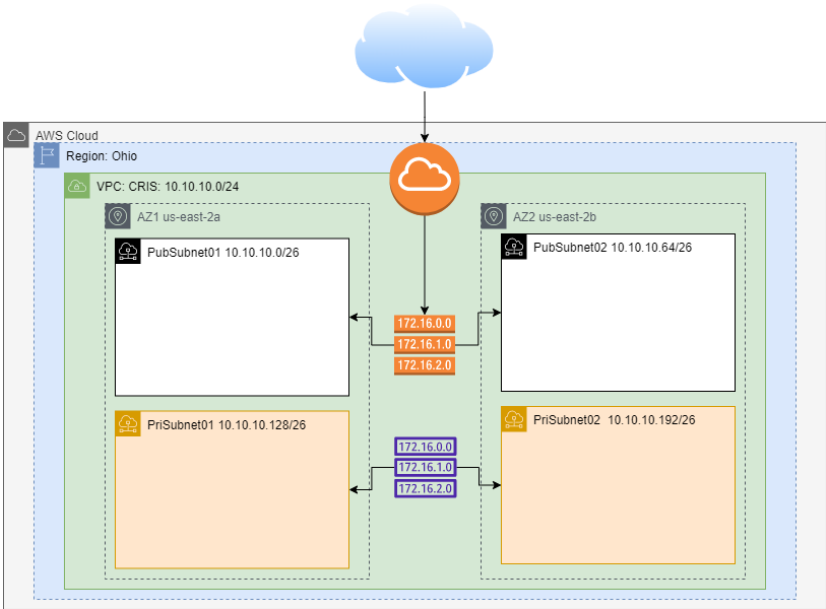 AWS Cloud
Region: Ohio
VPC: CRIS: 10.10.10.0/24
AZ1 us-east-2a
AZ2 us-east-2b
PubSubnet01 10.10.10.0/26
PubSubnet02 10.10.10.64/26
172.16.0.0
172.16.1.0
172.16.2.0
PriSubnet01 10.10.10.128/26
PriSubnet02 10.10.10.192/26
172.16.0.0
172.16.1.0
172.16.2.0